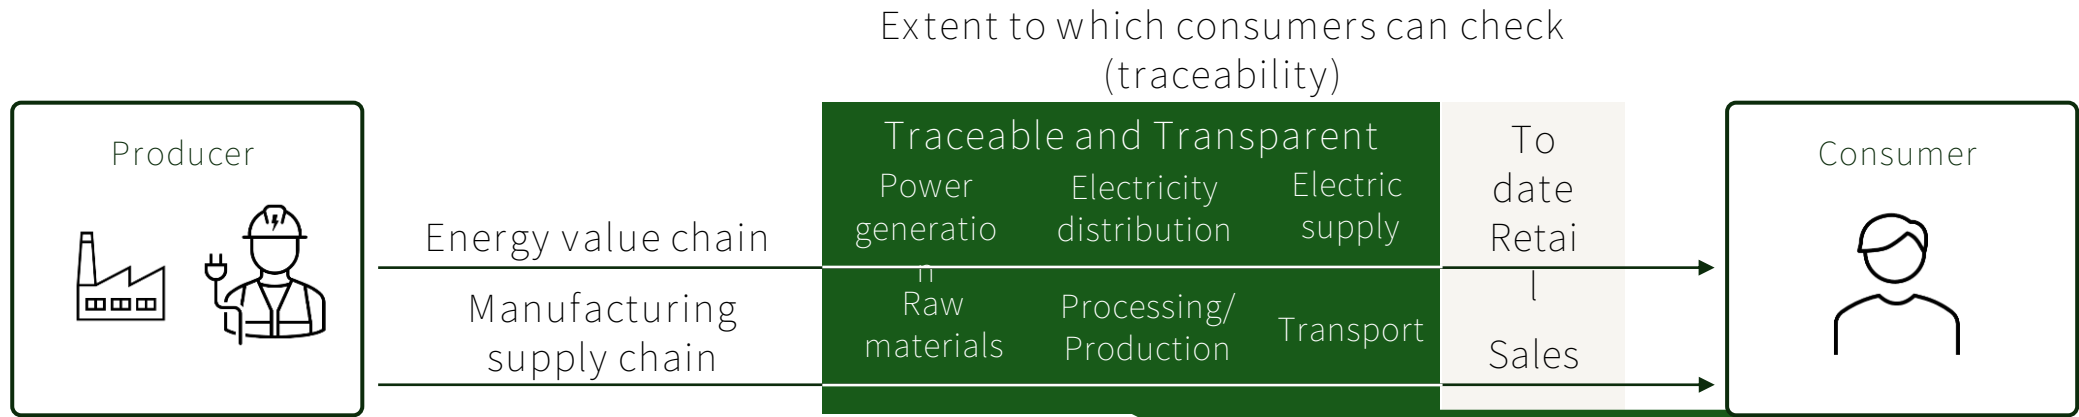 Extent to which consumers can check
(traceability)
Producer
Energy value chain
Manufacturing
supply chain
Traceable and Transparent
Power
generatio
n
Electricity
distribution
Electric
supply
Raw
materials
Processing/
Production
Transport
To
date
Retai
l
Sales
Consumer